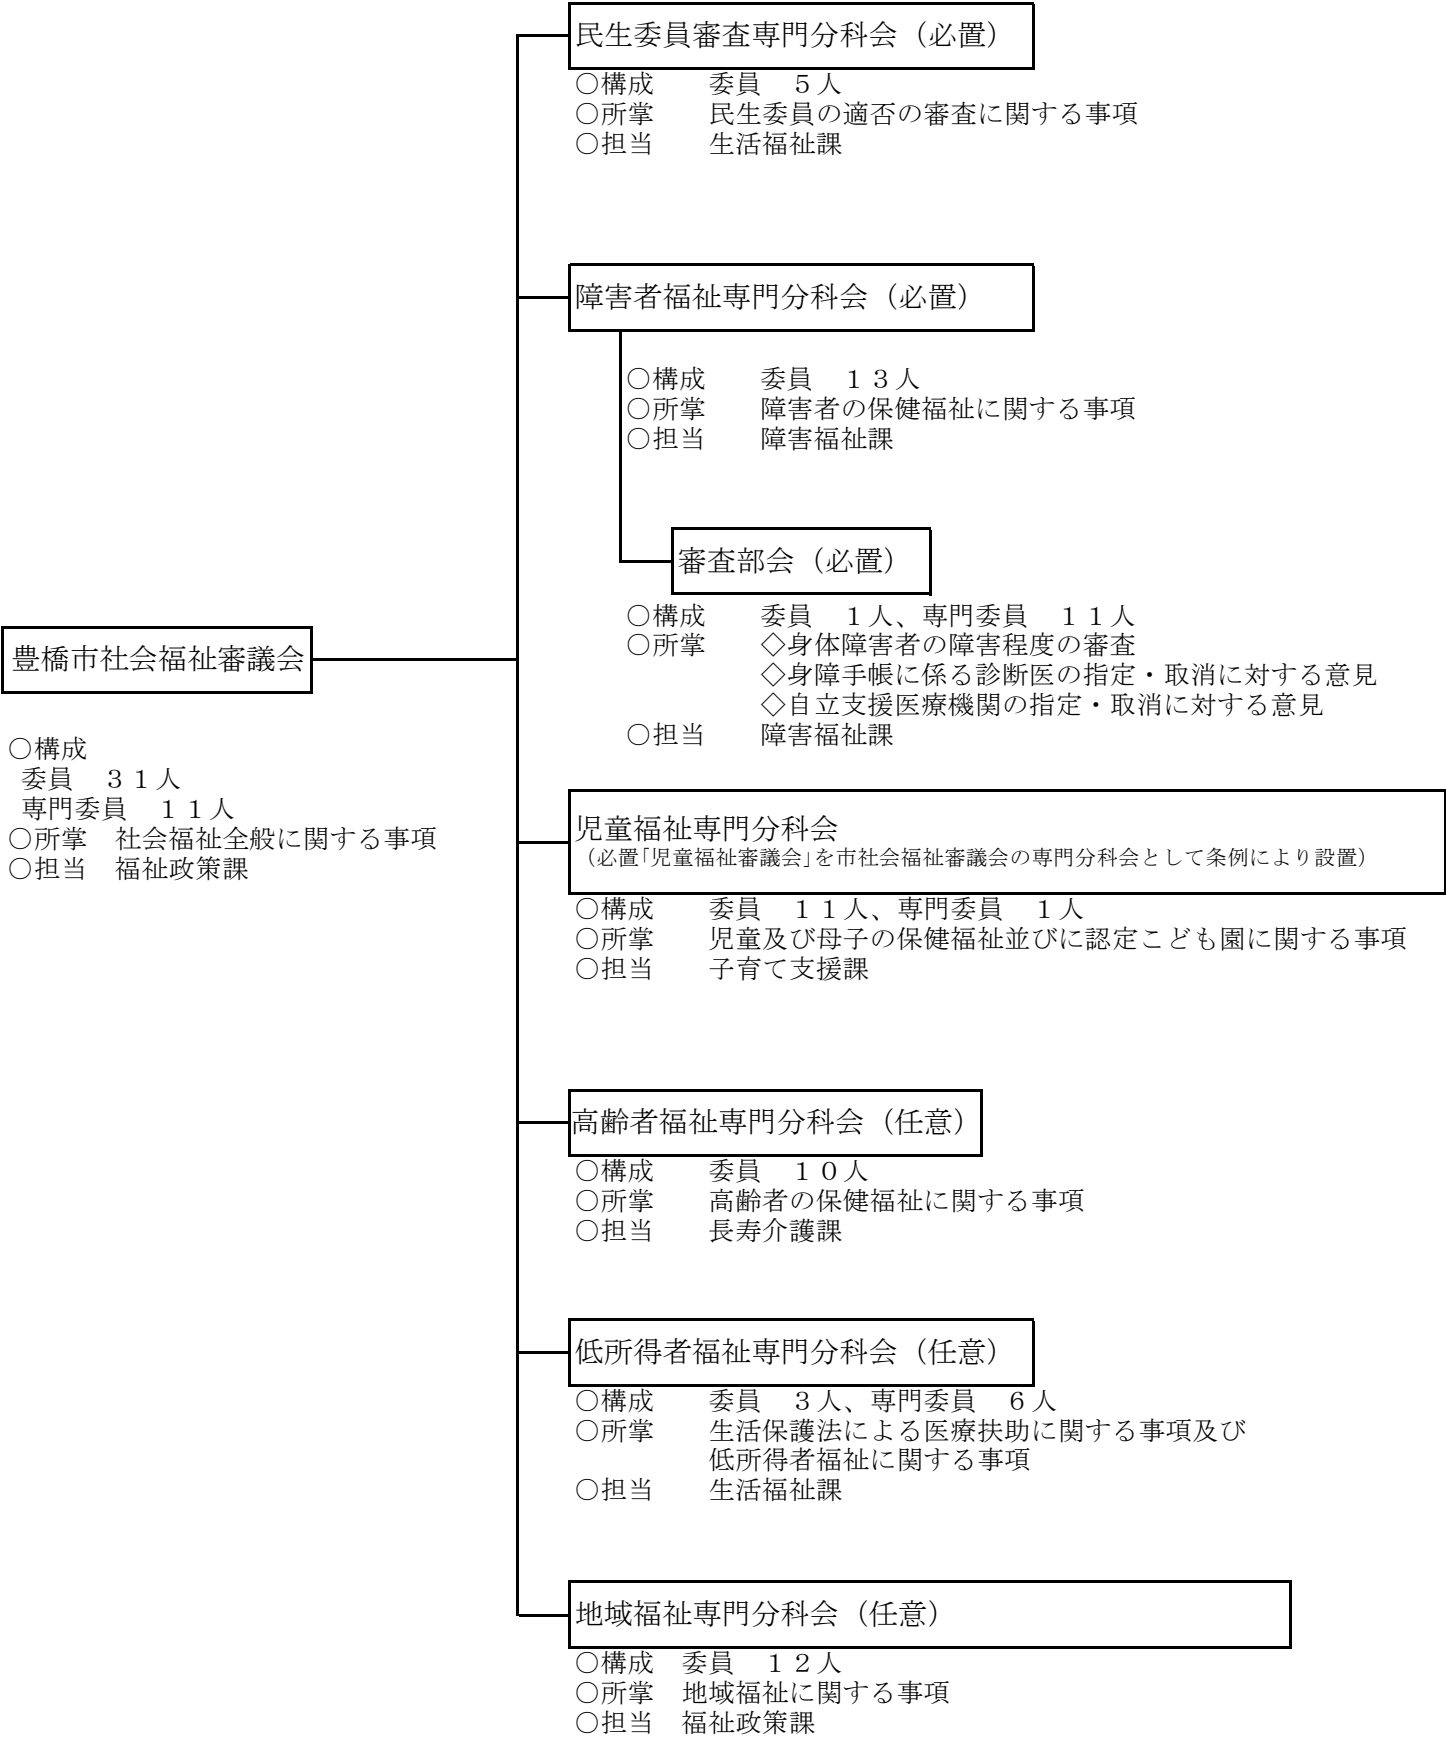 民生委員審査専門分科会（必置）
○構成　　委員　５人
○所掌　　民生委員の適否の審査に関する事項
○担当　　生活福祉課
障害者福祉専門分科会（必置）
○構成　　委員　１３人
○所掌　　障害者の保健福祉に関する事項
○担当　　障害福祉課
審査部会（必置）
○構成　　委員　１人、専門委員　１１人
○所掌　　◇身体障害者の障害程度の審査
◇身障手帳に係る診断医の指定・取消に対する意見
◇自立支援医療機関の指定・取消に対する意見
○担当　　障害福祉課
豊橋市社会福祉審議会
○構成
委員　３１人
専門委員　１１人
○所掌　社会福祉全般に関する事項
○担当　福祉政策課
児童福祉専門分科会
（必置「児童福祉審議会」を市社会福祉審議会の専門分科会として条例により設置）
○構成　　委員　１１人、専門委員　１人
○所掌　　児童及び母子の保健福祉並びに認定こども園に関する事項
○担当　　子育て支援課
高齢者福祉専門分科会（任意）
○構成　　委員　１０人
○所掌　　高齢者の保健福祉に関する事項
○担当　　長寿介護課
低所得者福祉専門分科会（任意）
○構成　　委員　３人、専門委員　６人
○所掌　　生活保護法による医療扶助に関する事項及び
低所得者福祉に関する事項
○担当　　生活福祉課
地域福祉専門分科会（任意）
○構成　委員　１２人
○所掌　地域福祉に関する事項
○担当　福祉政策課